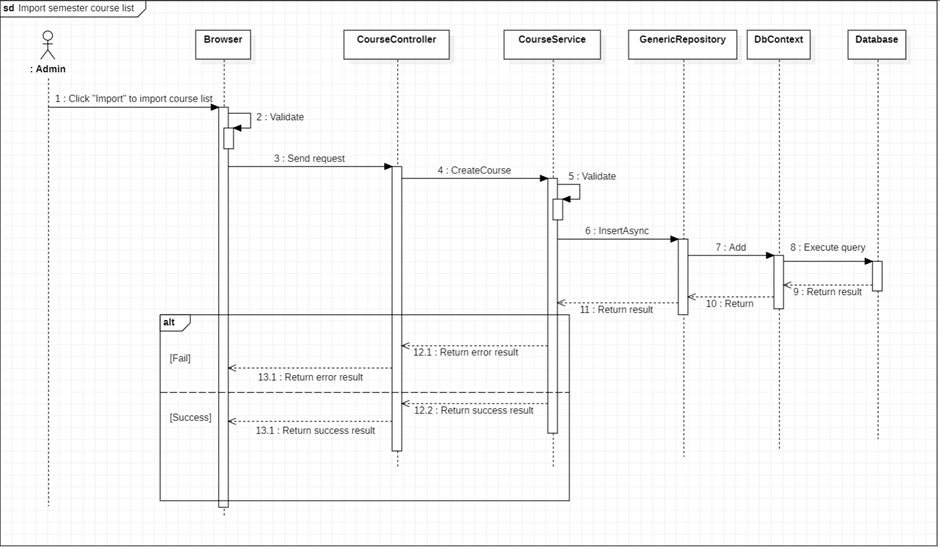 sd Import semester course list
: Admin
Browser
CourseController
CourseService
GenericRepository
DbContext
Database
1 : Click "Import" to import course list
2 : Validate
3 : Send request
4 : CreateCourse
5 : Validate
6 : InsertAsync
7 : Add
8 : Execute query
9 : Return result
10 : Return
11 : Return result
alt
[Fail]
12.1 : Return error result
13.1 : Return error result
[Success]
12.2 : Return success result
13.1 : Return success result